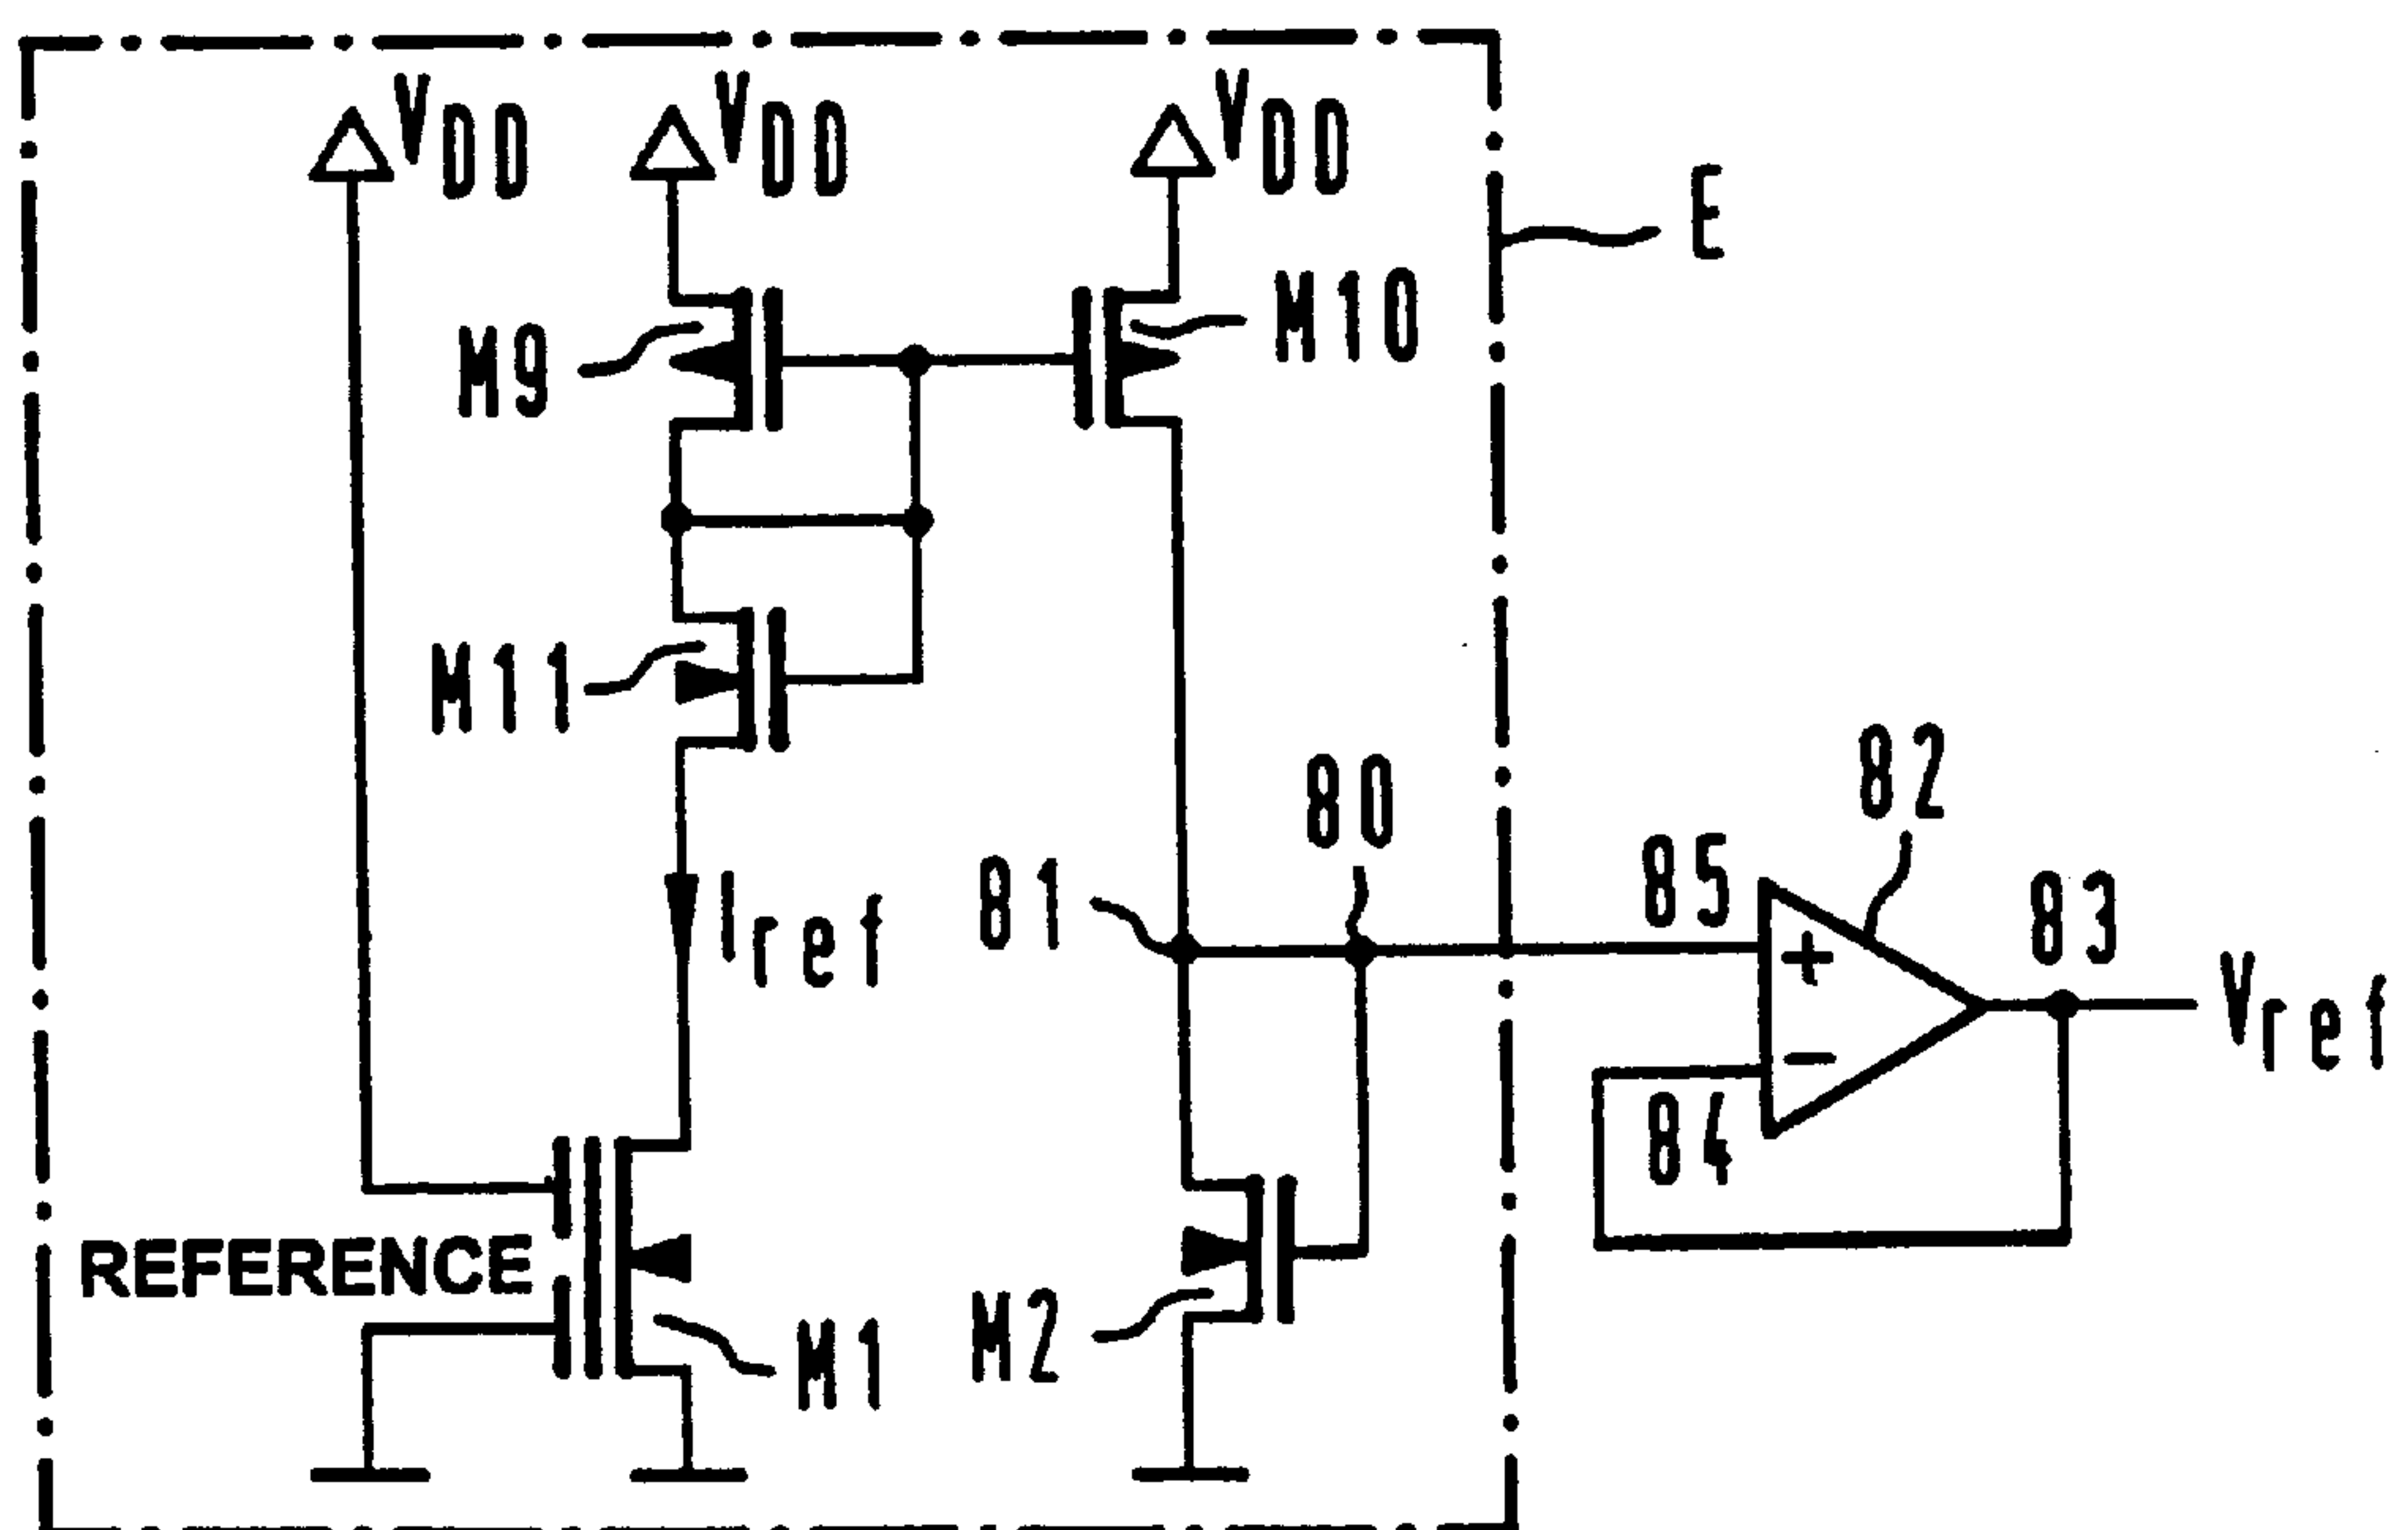 VDD VDD VDD
E
M9 M10
M11
82
80
85
81
83
Iref
+
Vref
−
84
REFERENCE
M1 M2